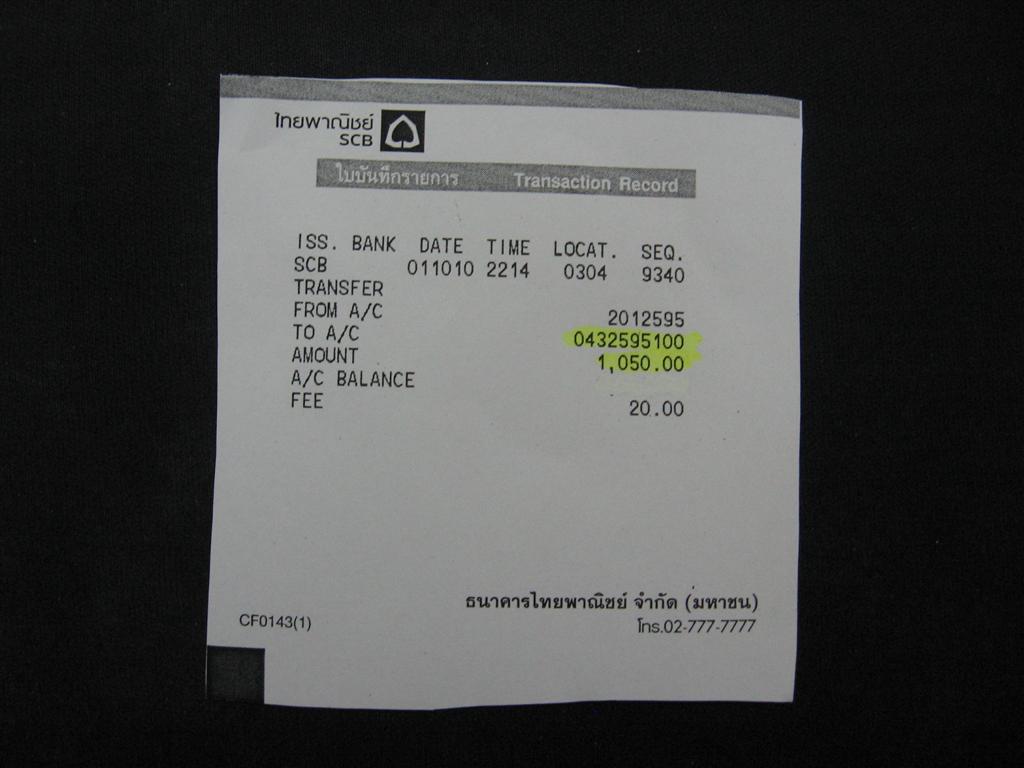 ไทยพาณิชย์
SCB
ใบบันทึกรายการ Transaction Record
ISS. BANK DATE TIME LOCAT. SEQ.
SCB 011010 2214 0304 9340
TRANSFER
FROM A/C 2012595
TO A/C 0432595100
AMOUNT 1,050.00
A/C BALANCE
FEE 20.00
ธนาคารไทยพาณิชย์ จำกัด (มหาชน)
CF0143(1) โทร.02-777-7777